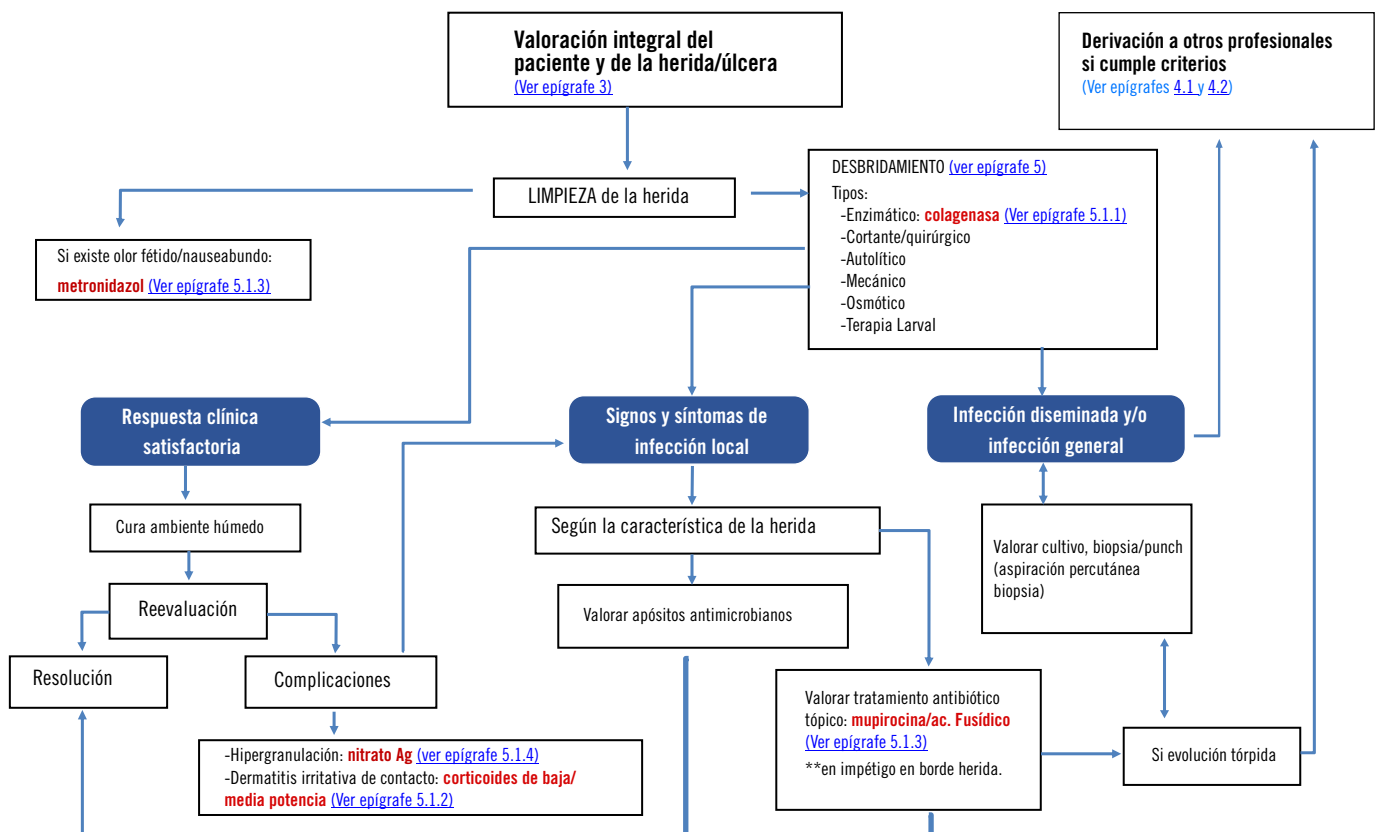 Valoración integral del
paciente y de la herida/úlcera
(Ver epígrafe 3)
Derivación a otros profesionales
si cumple criterios
(Ver epígrafes 4.1 y 4.2)
LIMPIEZA de la herida
DESBRIDAMIENTO (ver epígrafe 5)
Tipos:
-Enzimático: colagenasa (Ver epígrafe 5.1.1)
-Cortante/quirúrgico
-Autolítico
-Mecánico
-Osmótico
-Terapia Larval
Si existe olor fétido/nauseabundo:
metronidazol (Ver epígrafe 5.1.3)
Respuesta clínica
satisfactoria
Signos y síntomas de
infección local
Infección diseminada y/o
infección general
Cura ambiente húmedo
Según la característica de la herida
Valorar cultivo, biopsia/punch
(aspiración percutánea
biopsia)
Reevaluación
Valorar apósitos antimicrobianos
Resolución
Complicaciones
Valorar tratamiento antibiótico
tópico: mupirocina/ac. Fusídico
(Ver epígrafe 5.1.3)
**en impétigo en borde herida.
Si evolución tórpida
-Hipergranulación: nitrato Ag (ver epígrafe 5.1.4)
-Dermatitis irritativa de contacto: corticoides de baja/
media potencia (Ver epígrafe 5.1.2)